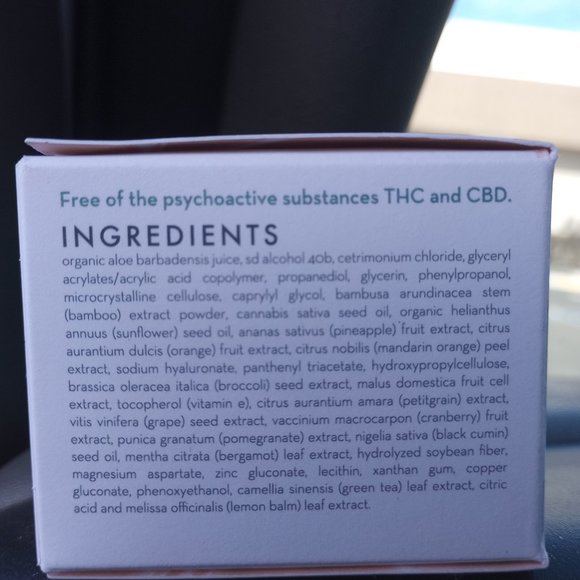 Free of the psychoactive substances THC and CBD.
INGREDIENTS
organic aloe barbadensis juice, sd alcohol 40b, cetrimonium chloride, glyceryl
acrylates/acrylic acid copolymer, propanediol, glycerin, phenylpropanol,
microcrystalline cellulose, caprylyl glycol, bambusa arundinacea stem
(bamboo) extract powder, cannabis sativa seed oil, organic helianthus
annuus (sunflower) seed oil, ananas sativus (pineapple) fruit extract, citrus
aurantium dulcis (orange) fruit extract, citrus nobilis (mandarin orange) peel
extract, sodium hyaluronate, panthenyl triacetate, hydroxypropylcellulose,
brassica oleracea italica (broccoli) seed extract, malus domestica fruit cell
extract, tocopherol (vitamin e), citrus aurantium amara (petitgrain) extract,
vitis vinifera (grape) seed extract, vaccinium macrocarpon (cranberry) fruit
extract, punica granatum (pomegranate) extract, nigelia sativa (black cumin)
seed oil, mentha citrata (bergamot) leaf extract, hydrolyzed soybean fiber,
magnesium aspartate, zinc gluconate, lecithin, xanthan gum, copper
gluconate, phenoxyethanol, camellia sinensis (green tea) leaf extract, citric
acid and melissa officinalis (lemon balm) leaf extract.